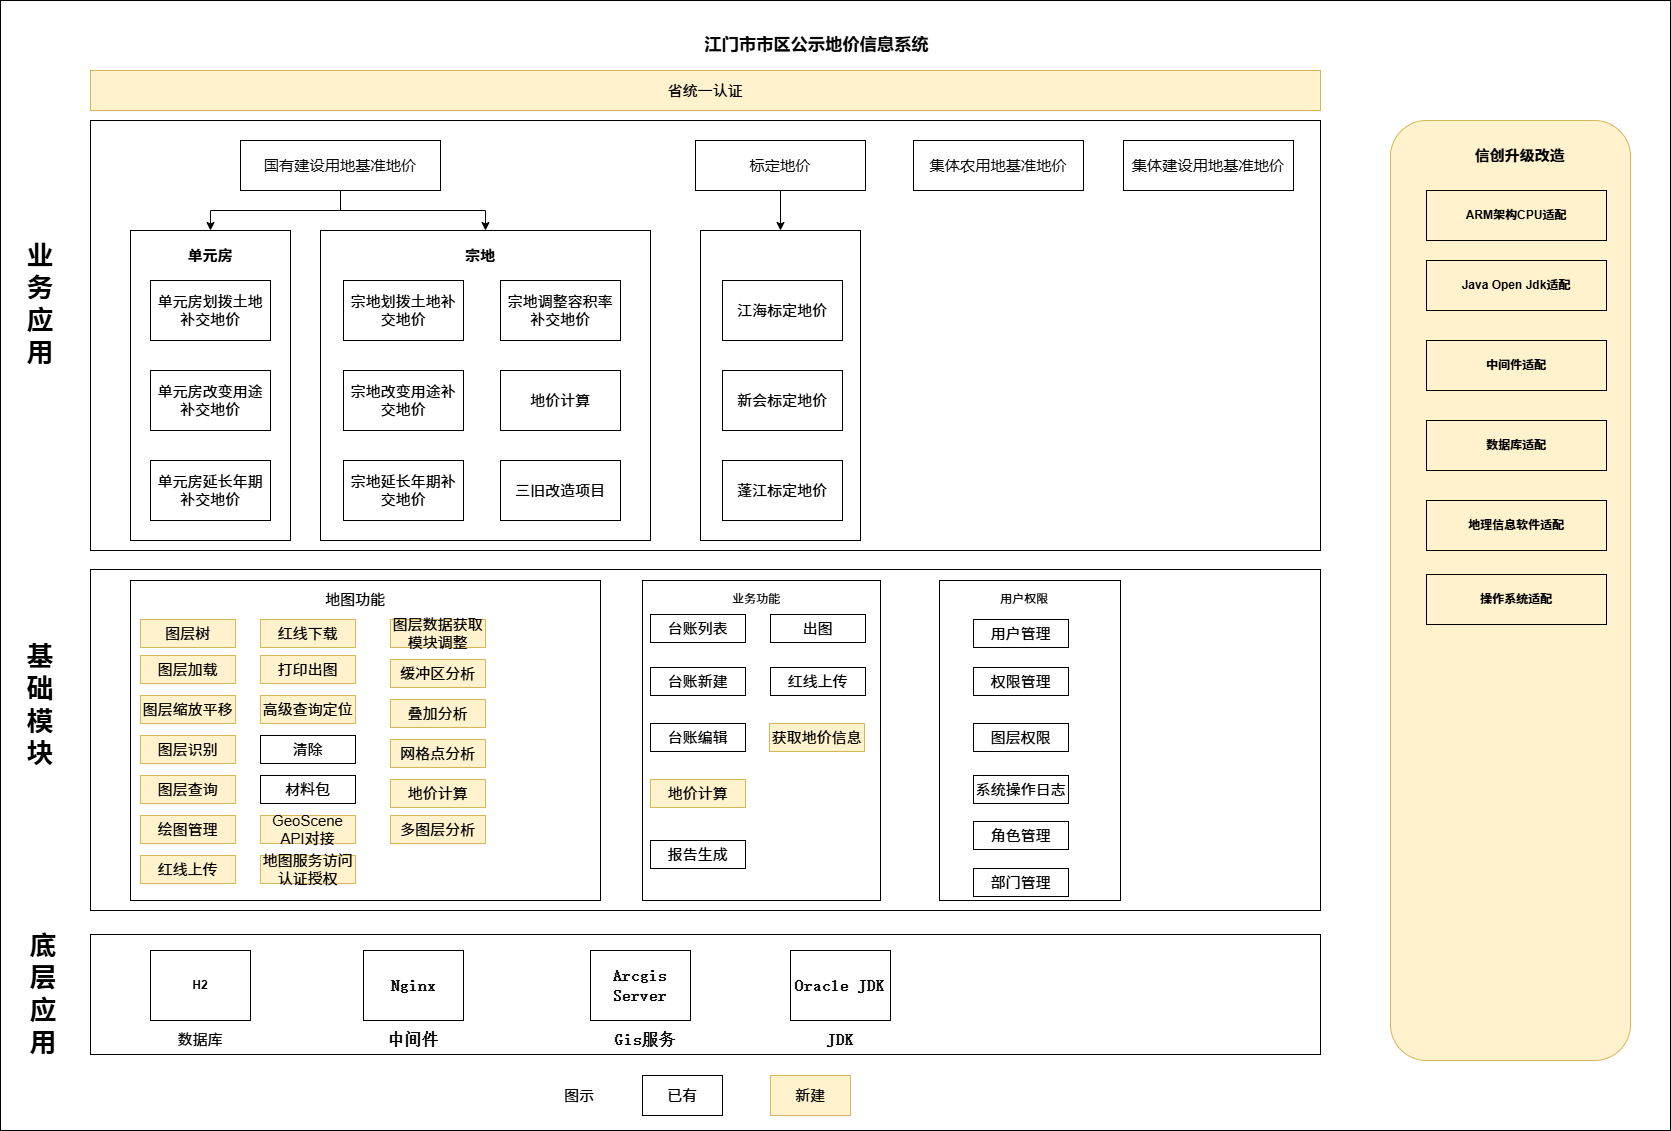 江门市市区公示地价信息系统
省统一认证
业
务
应
用
国有建设用地基准地价
标定地价
集体农用地基准地价
集体建设用地基准地价
单元房
单元房划拨土地
补交地价
单元房改变用途
补交地价
单元房延长年期
补交地价
宗地
宗地划拨土地补
交地价
宗地调整容积率
补交地价
宗地改变用途补
交地价
地价计算
宗地延长年期补
交地价
三旧改造项目
江海标定地价
新会标定地价
蓬江标定地价
基
础
模
块
地图功能
图层树
红线下载
图层数据获取
模块调整
图层加载
打印出图
缓冲区分析
图层缩放平移
高级查询定位
叠加分析
图层识别
清除
网格点分析
图层查询
材料包
地价计算
绘图管理
GeoScene
API对接
多图层分析
红线上传
地图服务访问
认证授权
业务功能
台账列表
出图
台账新建
红线上传
台账编辑
获取地价信息
地价计算
报告生成
用户权限
用户管理
权限管理
图层权限
系统操作日志
角色管理
部门管理
底
层
应
用
H2
数据库
Nginx
中间件
Arcgis
Server
Gis服务
Oracle JDK
JDK
信创升级改造
ARM架构CPU适配
Java Open Jdk适配
中间件适配
数据库适配
地理信息软件适配
操作系统适配
图示
已有
新建